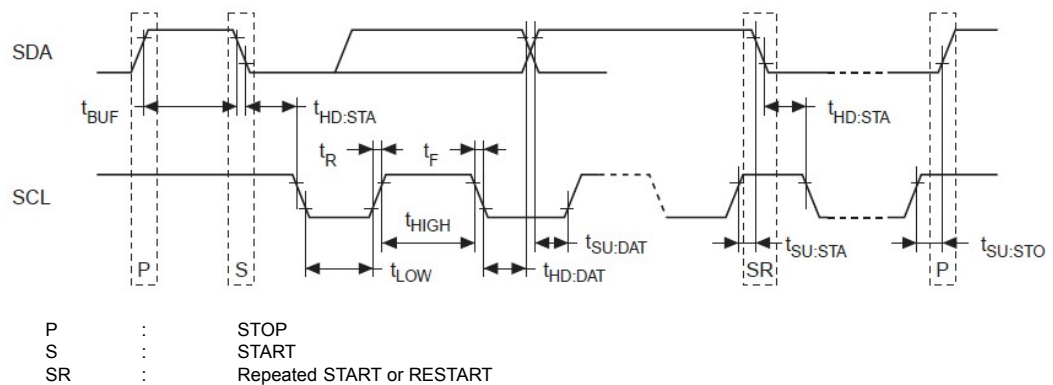 SDA
tBUF
tHD:STA
tHD:STA
tR
tF
SCL
tHIGH
tSU:DAT
tSU:STA
tSU:STO
P
S
tLOW
tHD:DAT
SR
P
P : STOP
S : START
SR : Repeated START or RESTART